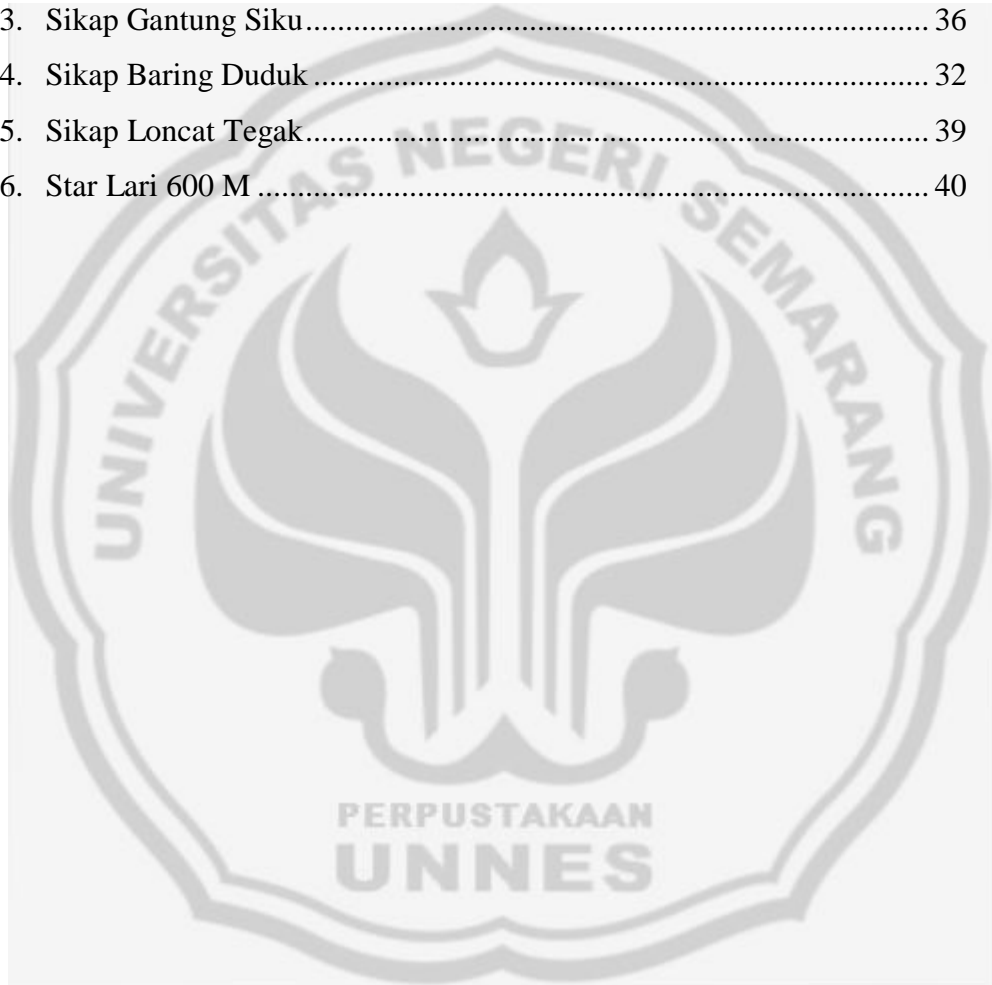 3. Sikap Gantung Siku........................................................................... 36
4. Sikap Baring Duduk.......................................................................... 32
5. Sikap Loncat Tegak........................................................................... 39
6. Star Lari 600 M................................................................................. 40
UNIVERSITAS NEGERI SEMARANG
PERPUSTAKAAN
UNNES